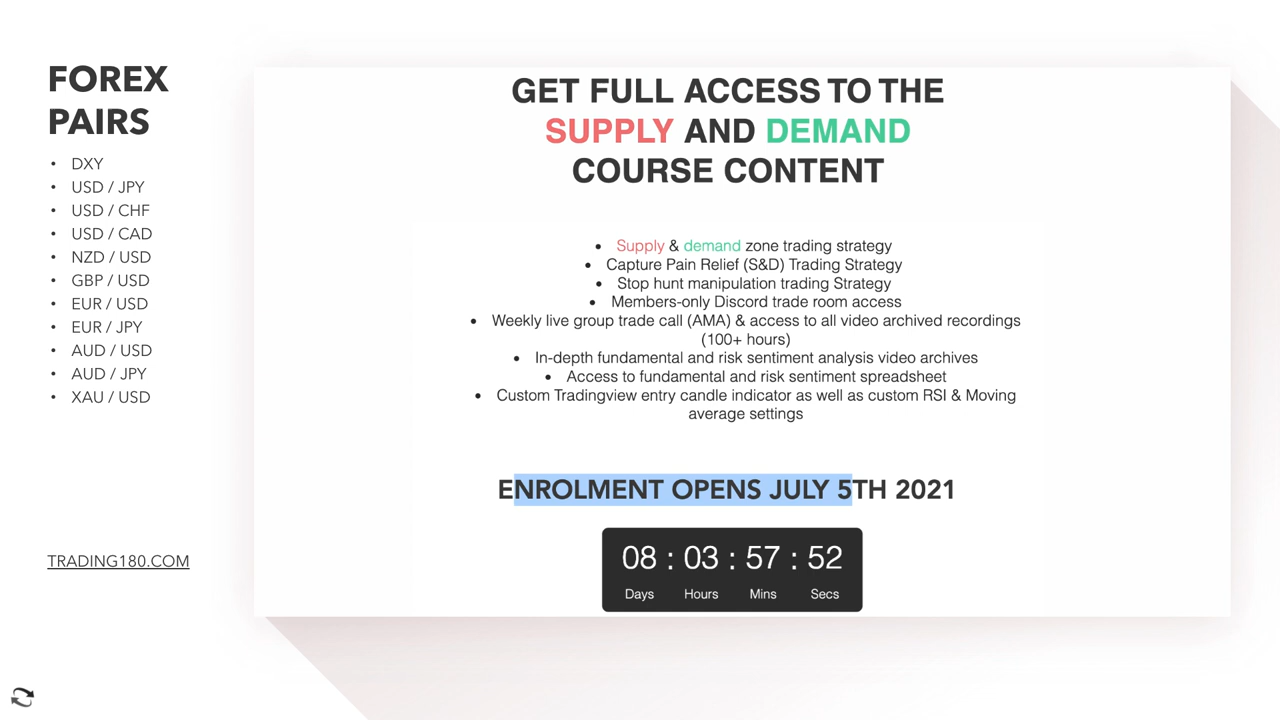 FOREX
PAIRS
• DXY
• USD / JPY
• USD / CHF
• USD / CAD
• NZD / USD
• GBP / USD
• EUR / USD
• EUR / JPY
• AUD / USD
• AUD / JPY
• XAU / USD
TRADING180.COM
GET FULL ACCESS TO THE
SUPPLY AND DEMAND
COURSE CONTENT
• Supply & demand zone trading strategy
• Capture Pain Relief (S&D) Trading Strategy
• Stop hunt manipulation trading Strategy
• Members-only Discord trade room access
• Weekly live group trade call (AMA) & access to all video archived recordings
(100+ hours)
• In-depth fundamental and risk sentiment analysis video archives
• Access to fundamental and risk sentiment spreadsheet
• Custom Tradingview entry candle indicator as well as custom RSI & Moving
average settings
ENROLMENT OPENS JULY 5TH 2021
08 : 03 : 57 : 52
Days Hours Mins Secs